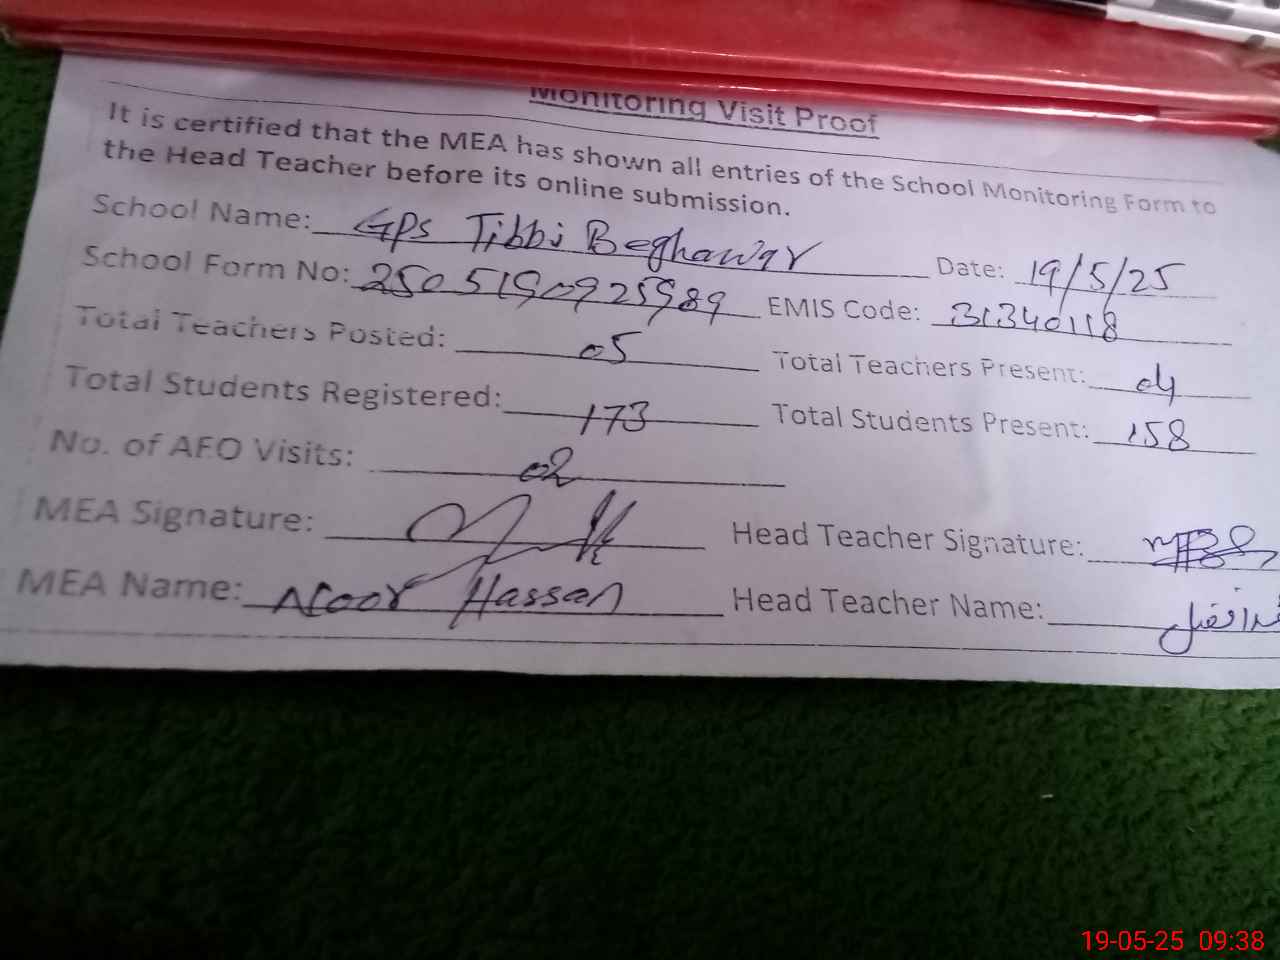 Monitoring Visit Proof
It is certified that the MEA has shown all entries of the School Monitoring Form to
the Head Teacher before its online submission.
School Name: GPS Tibbi Beghawar Date: 19/5/25
School Form No: 2505190925989 EMIS Code: 31340118
Total Teachers Posted: 05 Total Teachers Present: 04
Total Students Registered: 173 Total Students Present: 158
No. of AEO Visits: 02
MEA Signature: Head Teacher Signature:
MEA Name: Noor Hassan Head Teacher Name:
19-05-25 09:38